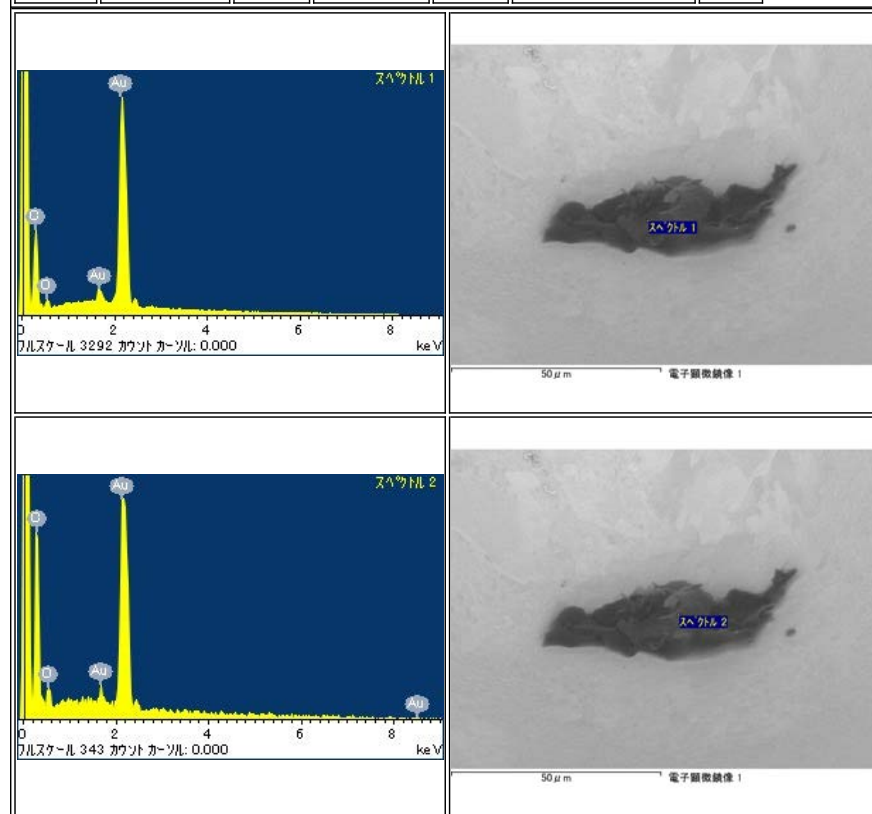 Au
スペクトル 1
C
O
Au
0 2 4 6 8
フルスケール 3292 カウント カーソル: 0.000 keV
スペクトル 1
50μm 電子顕微鏡像 1
Au
スペクトル 2
C
O
Au
Au
0 2 4 6 8
フルスケール 343 カウント カーソル: 0.000 keV
スペクトル 2
50μm 電子顕微鏡像 1